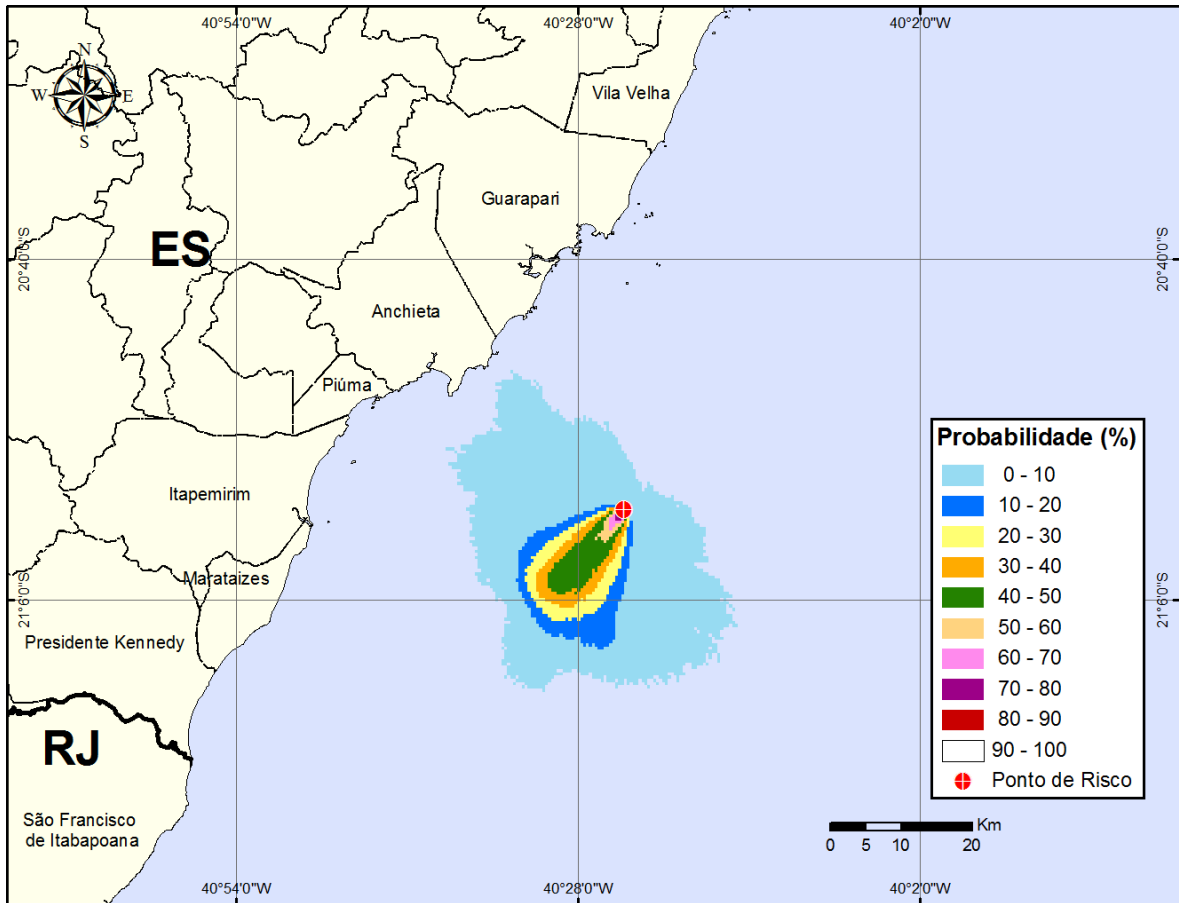 40°54'0"W
40°28'0"W
40°2'0"W
N
W
E
S
Vila Velha
Guarapari
ES
20°40'0"S
20°40'0"S
Anchieta
Piúma
Itapemirim
Marataizes
Presidente Kennedy
21°6'0"S
21°6'0"S
RJ
São Francisco
de Itabapoana
Probabilidade (%)
0 - 10
10 - 20
20 - 30
30 - 40
40 - 50
50 - 60
60 - 70
70 - 80
80 - 90
90 - 100
Ponto de Risco
Km
0 5 10 20
40°54'0"W
40°28'0"W
40°2'0"W